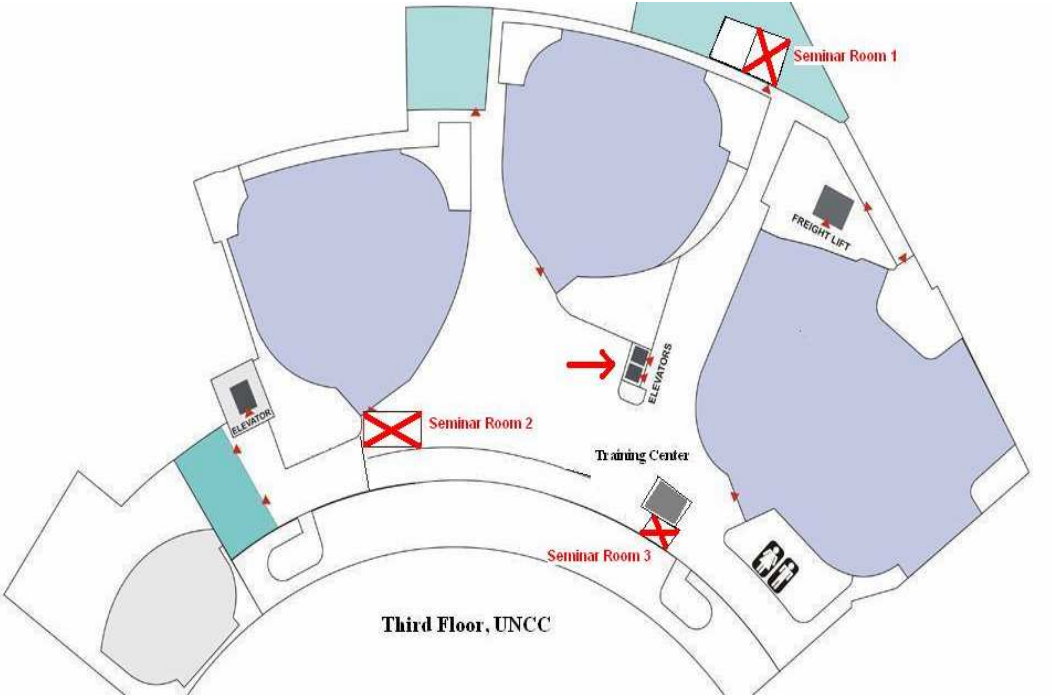 Seminar Room 1
FREIGHT LIFT
ELEVATORS
ELEVATOR
Seminar Room 2
Training Center
Seminar Room 3
Third Floor, UNCC